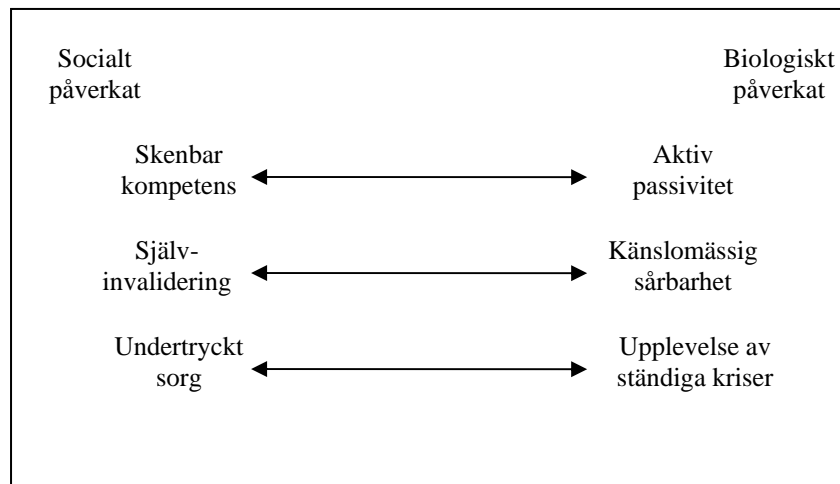 Socialt
påverkat
Biologiskt
påverkat
Skenbar
kompetens
Aktiv
passivitet
Själv-
invalidering
Känslomässig
sårbarhet
Undertryckt
sorg
Upplevelse av
ständiga kriser